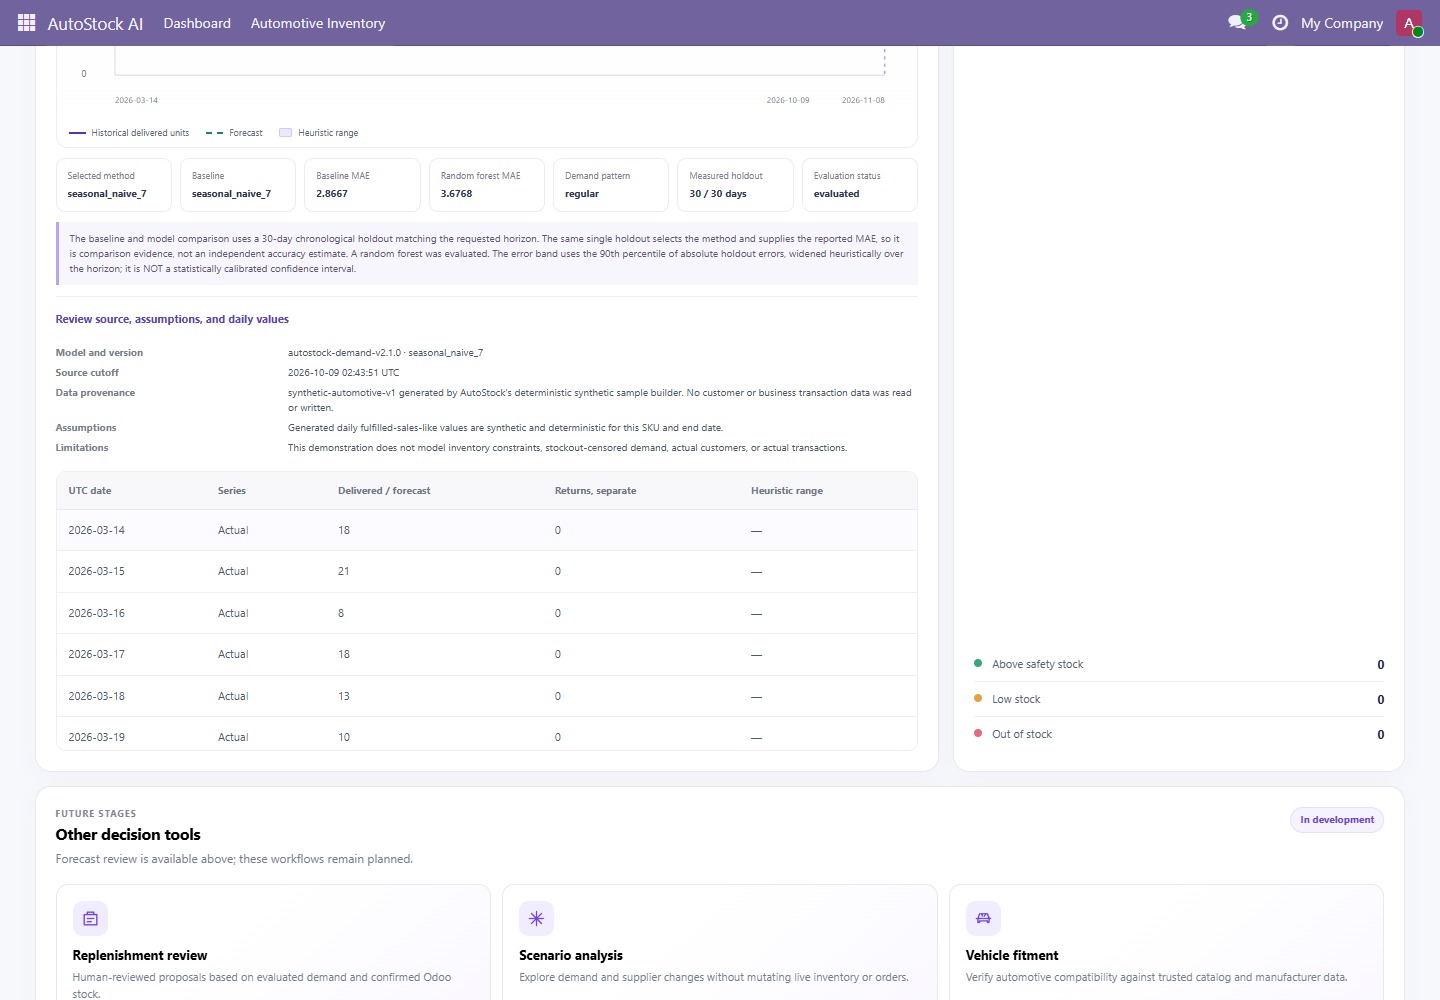 AutoStock AI Dashboard Automotive Inventory 3 My Company A
0
2026-03-14 2026-10-09 2026-11-08
Historical delivered units Forecast Heuristic range
Selected method Baseline Baseline MAE Random forest MAE Demand pattern Measured holdout Evaluation status
seasonal_naive_7 seasonal_naive_7 2.8667 3.6768 regular 30 / 30 days evaluated
The baseline and model comparison uses a 30-day chronological holdout matching the requested horizon. The same single holdout selects the method and supplies the reported MAE, so it
is comparison evidence, not an independent accuracy estimate. A random forest was evaluated. The error band uses the 90th percentile of absolute holdout errors, widened heuristically over
the horizon; it is NOT a statistically calibrated confidence interval.
Review source, assumptions, and daily values
Model and version autostock-demand-v2.1.0 · seasonal_naive_7
Source cutoff 2026-10-09 02:43:51 UTC
Data provenance synthetic-automotive-v1 generated by AutoStock's deterministic synthetic sample builder. No customer or business transaction data was read
or written.
Assumptions Generated daily fulfilled-sales-like values are synthetic and deterministic for this SKU and end date.
Limitations This demonstration does not model inventory constraints, stockout-censored demand, actual customers, or actual transactions.
UTC date Series Delivered / forecast Returns, separate Heuristic range
2026-03-14 Actual 18 0 —
2026-03-15 Actual 21 0 —
2026-03-16 Actual 8 0 —
2026-03-17 Actual 18 0 —
2026-03-18 Actual 13 0 —
2026-03-19 Actual 10 0 —
Above safety stock 0
Low stock 0
Out of stock 0
FUTURE STAGES
Other decision tools
In development
Forecast review is available above; these workflows remain planned.
Replenishment review
Human-reviewed proposals based on evaluated demand and confirmed Odoo
stock.
Scenario analysis
Explore demand and supplier changes without mutating live inventory or orders.
Vehicle fitment
Verify automotive compatibility against trusted catalog and manufacturer data.